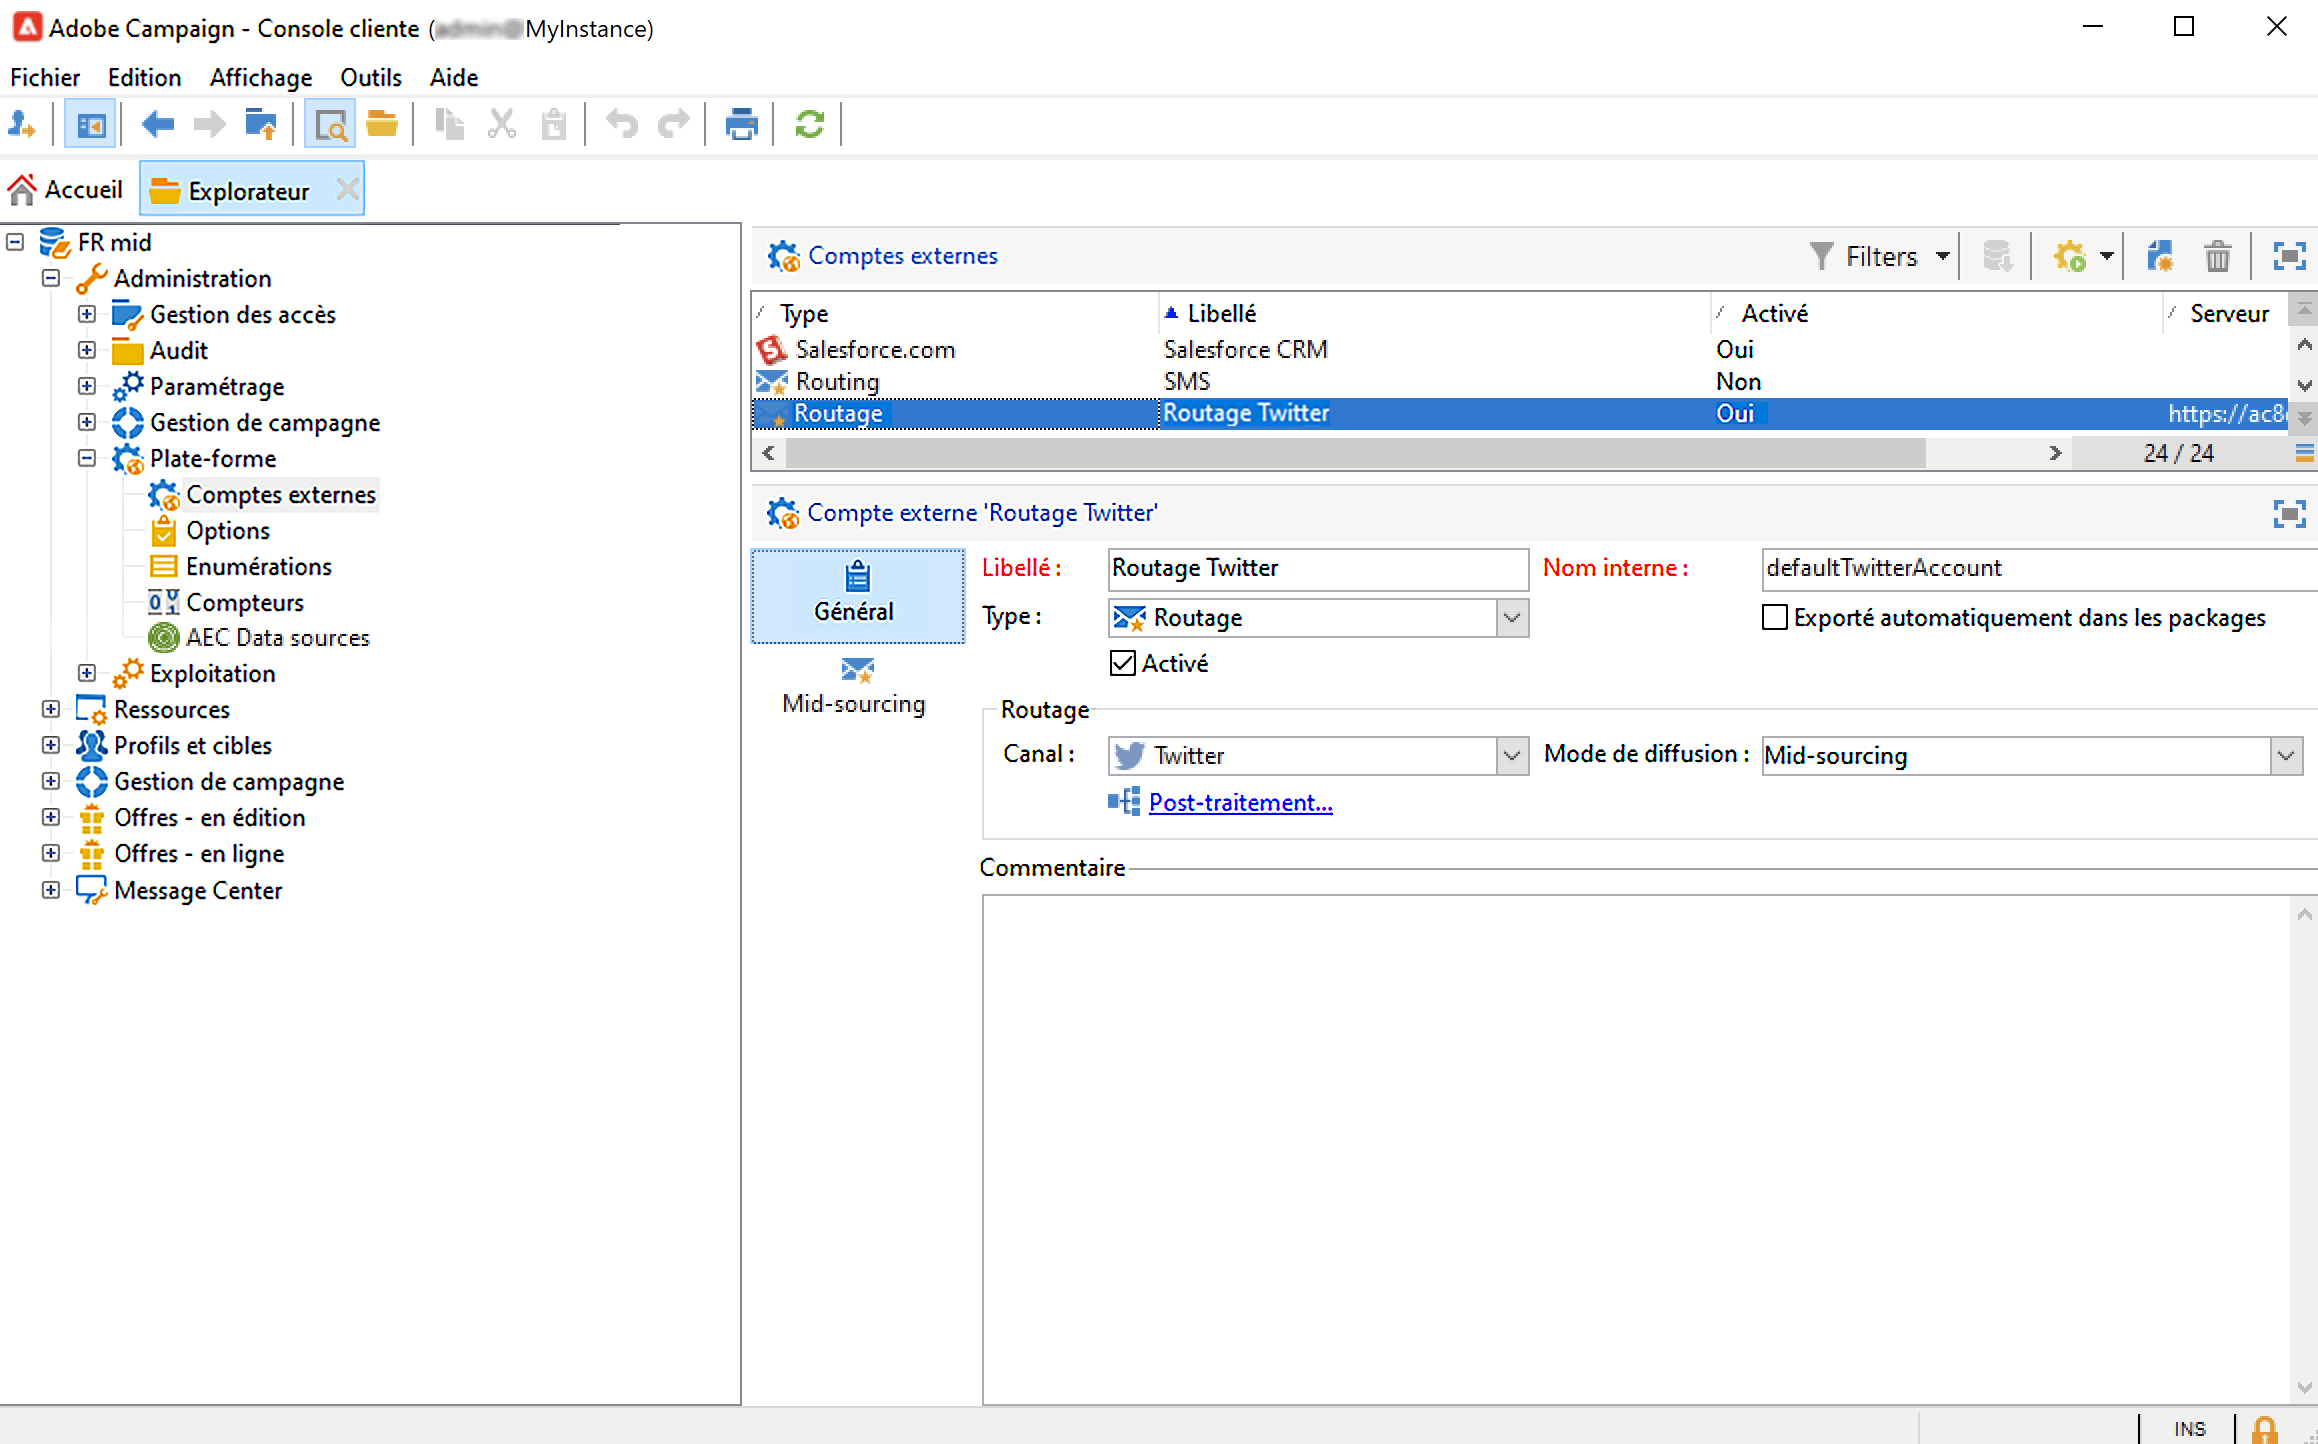 Adobe Campaign - Console cliente (MyInstance)
Fichier Edition Affichage Outils Aide
Accueil Explorateur
FR mid
Administration
Gestion des accès
Audit
Paramétrage
Gestion de campagne
Plate-forme
Comptes externes
Options
Enumérations
Compteurs
AEC Data sources
Exploitation
Ressources
Profils et cibles
Gestion de campagne
Offres - en édition
Offres - en ligne
Message Center
Comptes externes Filters
Type Libellé Activé Serveur
Salesforce.com Salesforce CRM Oui
Routing SMS Non
Routage Routage Twitter Oui https://ac8
24 / 24
Compte externe 'Routage Twitter'
Général
Mid-sourcing
Libellé : Routage Twitter Nom interne : defaultTwitterAccount
Type : Routage Exporté automatiquement dans les packages
Activé
Routage
Canal : Twitter Mode de diffusion : Mid-sourcing
Post-traitement...
Commentaire
INS